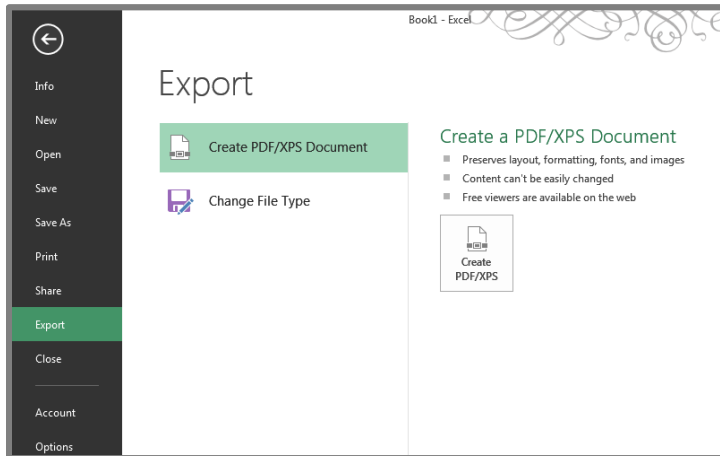 Book1 - Excel
Info
New
Open
Save
Save As
Print
Share
Export
Close
Account
Options
Export
Create PDF/XPS Document
Change File Type
Create a PDF/XPS Document
Preserves layout, formatting, fonts, and images
Content can't be easily changed
Free viewers are available on the web
Create
PDF/XPS